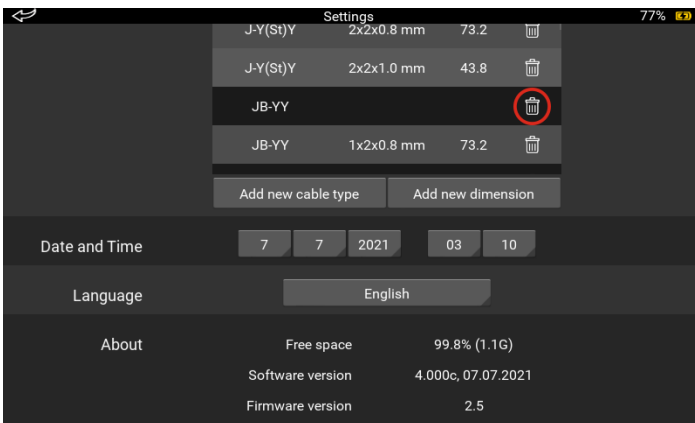 Settings 77%
J-Y(St)Y 2x2x0.8 mm 73.2
J-Y(St)Y 2x2x1.0 mm 43.8
JB-YY
JB-YY 1x2x0.8 mm 73.2
Add new cable type Add new dimension
Date and Time 7 7 2021 03 10
Language English
About Free space 99.8% (1.1G)
Software version 4.000c, 07.07.2021
Firmware version 2.5